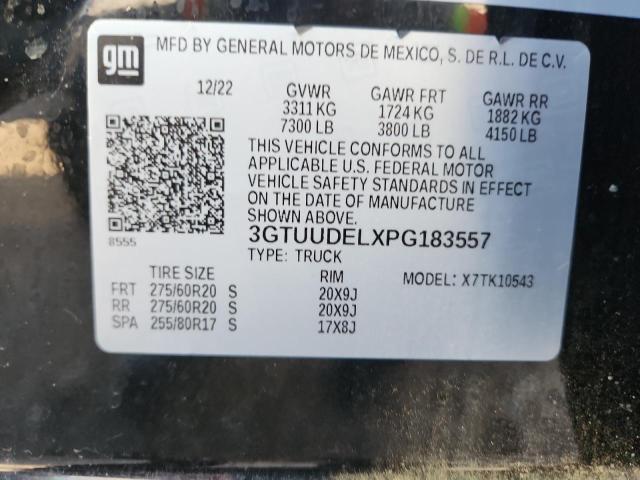 gm
MFD BY GENERAL MOTORS DE MEXICO, S. DE R.L. DE C.V.
12/22 GVWR GAWR FRT GAWR RR
3311 KG 1724 KG 1882 KG
7300 LB 3800 LB 4150 LB
THIS VEHICLE CONFORMS TO ALL
APPLICABLE U.S. FEDERAL MOTOR
VEHICLE SAFETY STANDARDS IN EFFECT
ON THE DATE OF MANUFACTURE
SHOWN ABOVE.
8555
3GTUUDELXPG183557
TYPE: TRUCK
TIRE SIZE RIM MODEL: X7TK10543
FRT 275/60R20 S 20X9J
RR 275/60R20 S 20X9J
SPA 255/80R17 S 17X8J